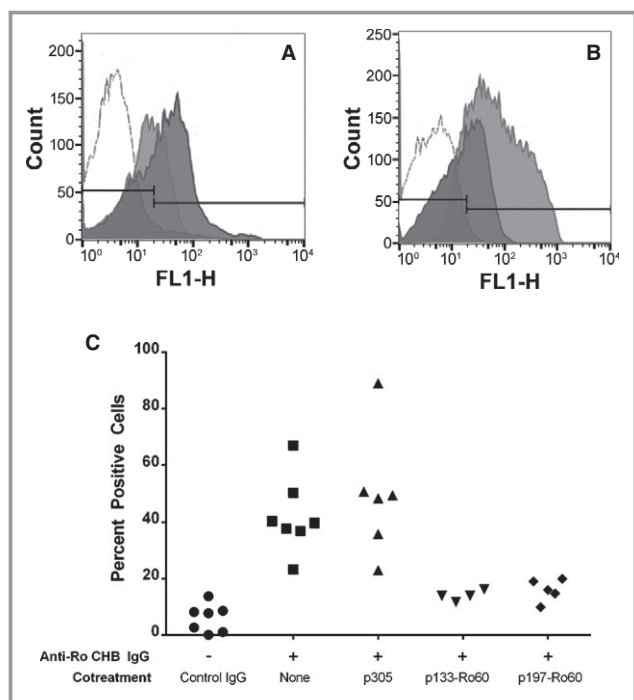 A
200
150
100
50
0
Count
10⁰ 10¹ 10² 10³ 10⁴
FL1-H
B
250
200
150
100
50
0
Count
10⁰ 10¹ 10² 10³ 10⁴
FL1-H
C
100
80
60
40
20
0
Percent Positive Cells
Anti-Ro CHB IgG - + + + +
Cotreatment Control IgG None p305 p133-Ro60 p197-Ro60